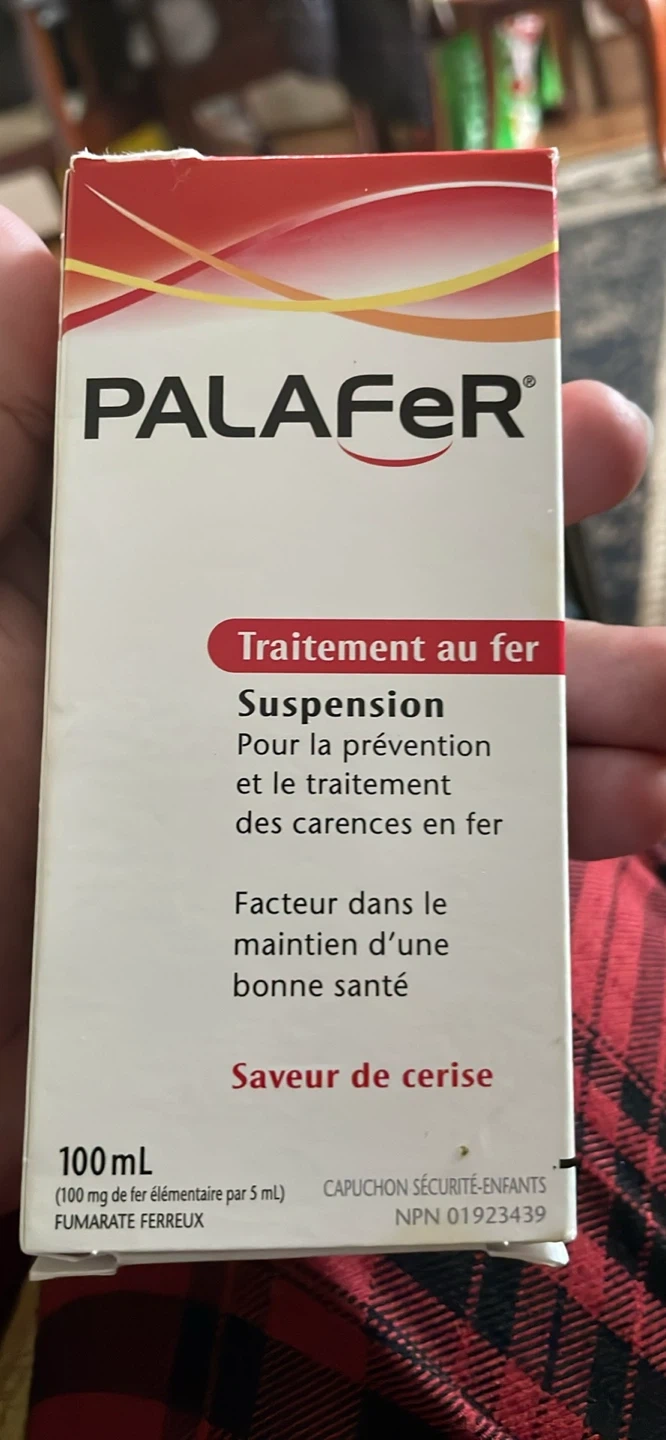 PALAFeR®
Traitement au fer
Suspension
Pour la prévention
et le traitement
des carences en fer
Facteur dans le
maintien d’une
bonne santé
Saveur de cerise
100 mL
(100 mg de fer élémentaire par 5 mL)
FUMARATE FERREUX
CAPUCHON SÉCURITÉ-ENFANTS
NPN 01923439